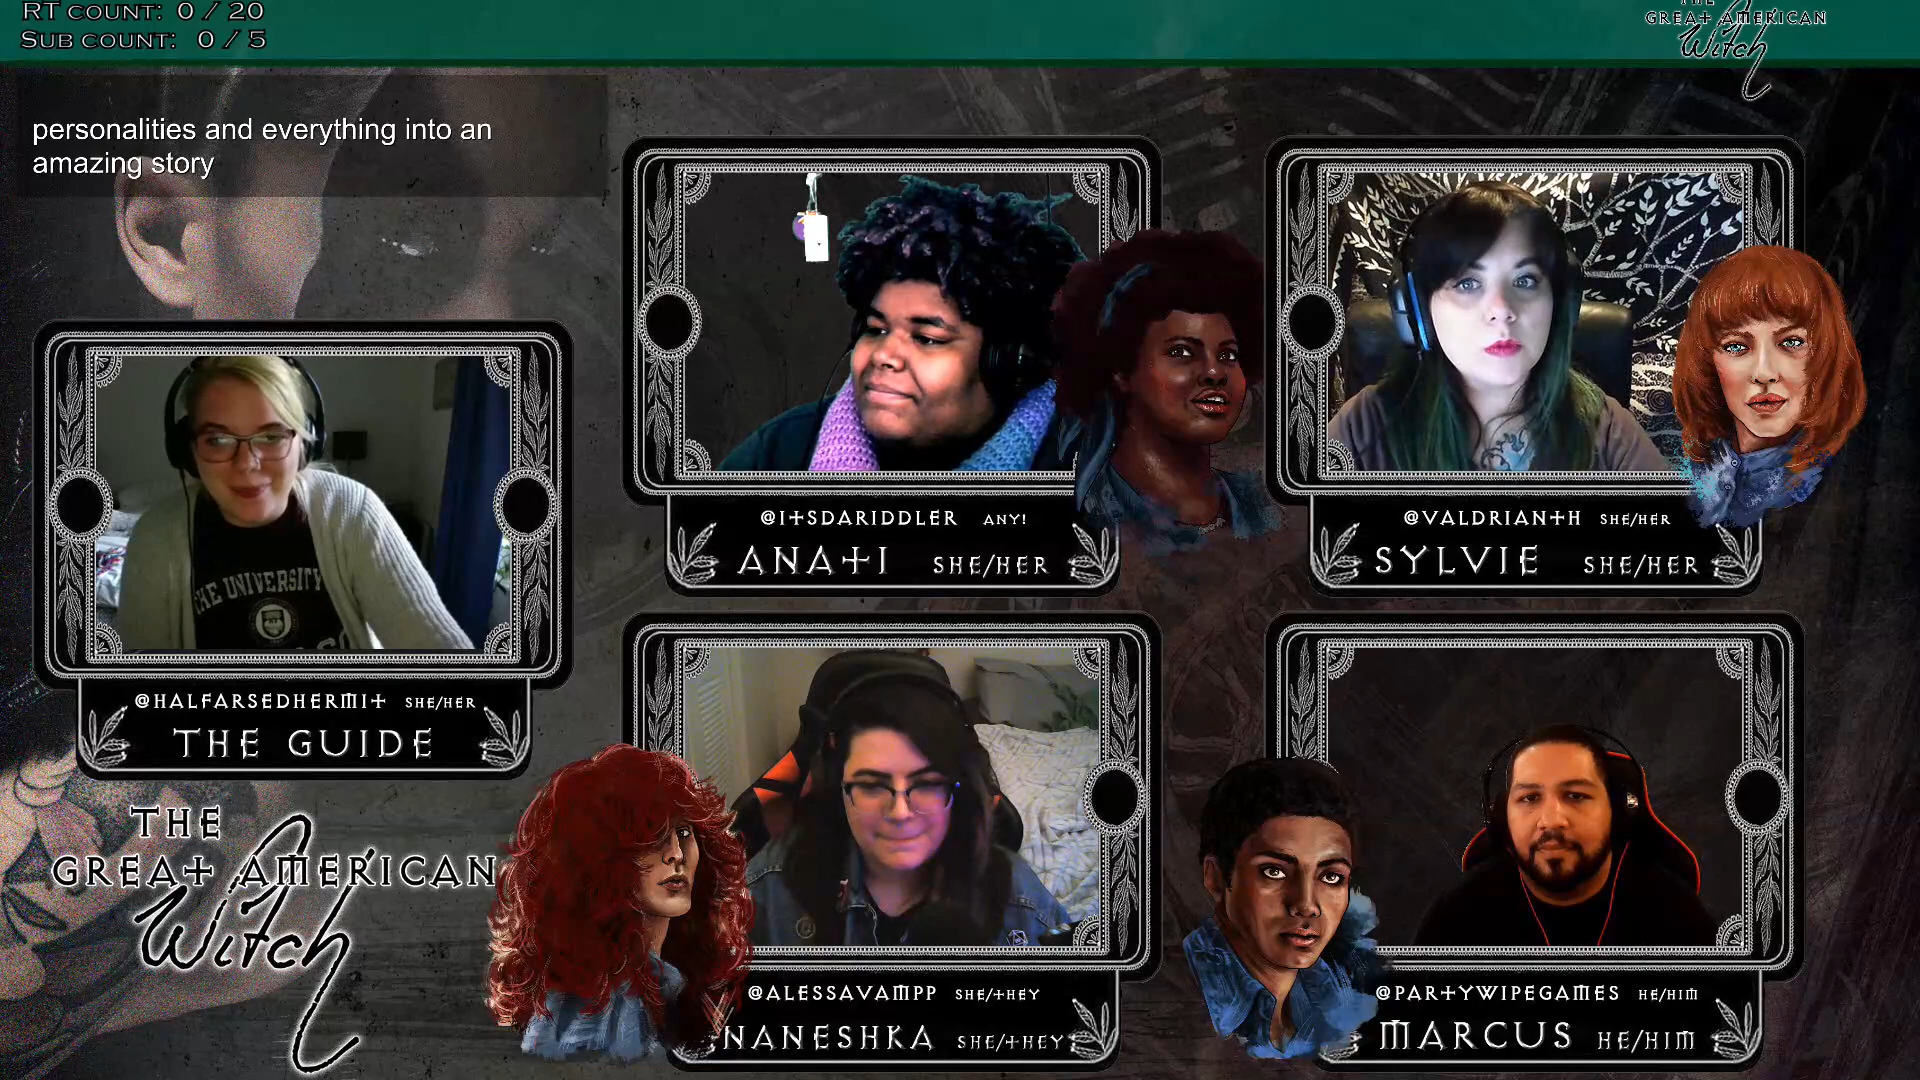 RT COUNT: 0 / 20
SUB COUNT: 0 / 5
THE
GREAT AMERICAN
Witch
personalities and everything into an
amazing story
@ITSDARIDDLER ANY!
ANATI SHE/HER
@VALDRIANTH SHE/HER
SYLVIE SHE/HER
THE UNIVERSITY
@HALFARSEDHERMIT SHE/HER
THE GUIDE
THE
GREAT AMERICAN
Witch
@ALESSAVAMPP SHE/THEY
NANESHKA SHE/THEY
@PARTYWIPEGAMES HE/HIM
MARCUS HE/HIM